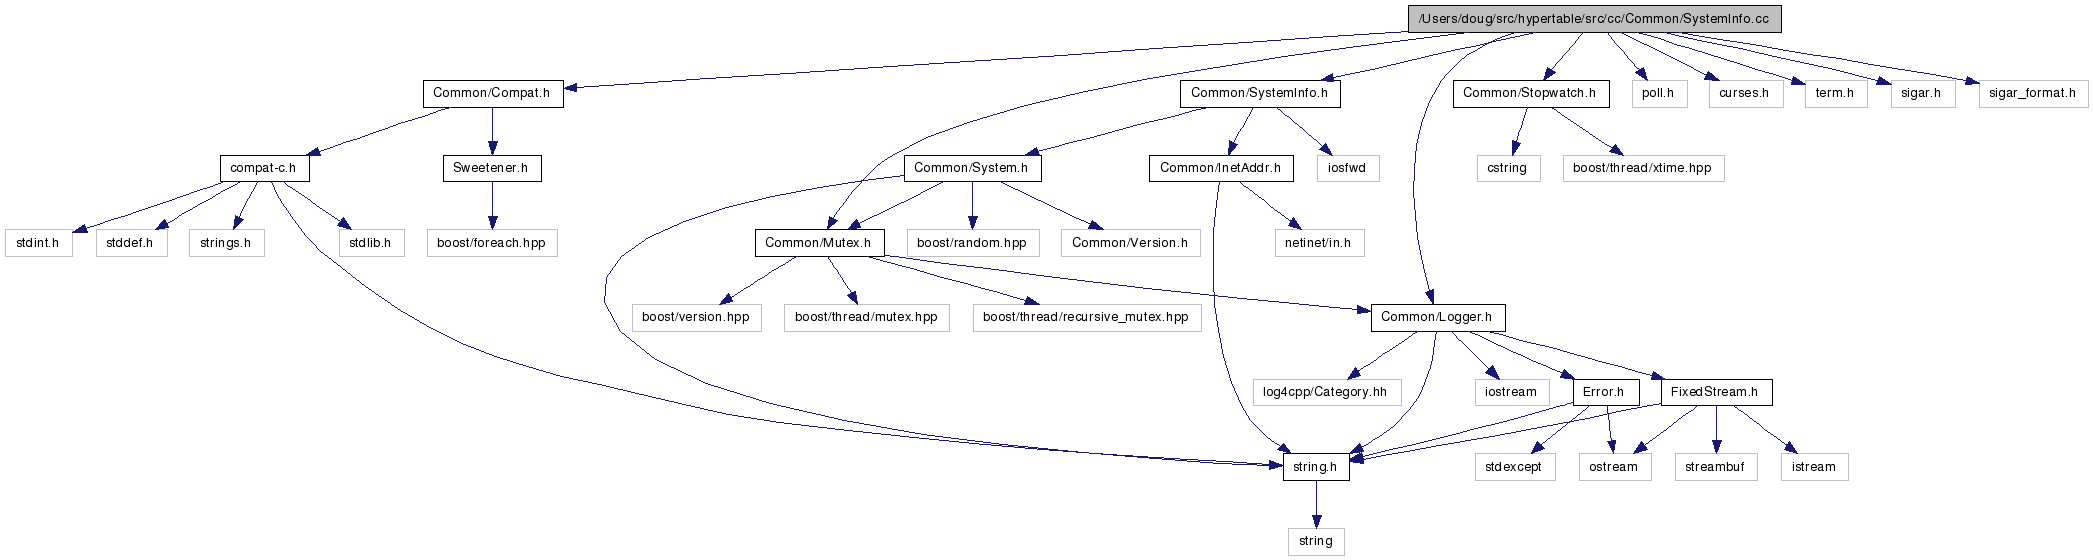 /Users/doug/src/hypertable/src/cc/Common/SystemInfo.cc
Common/Compat.h
Common/SystemInfo.h
Common/Stopwatch.h
poll.h
curses.h
term.h
sigar.h
sigar_format.h
compat-c.h
Sweetener.h
Common/System.h
Common/InetAddr.h
iosfwd
cstring
boost/thread/xtime.hpp
stdint.h
stddef.h
strings.h
stdlib.h
boost/foreach.hpp
Common/Mutex.h
boost/random.hpp
Common/Version.h
netinet/in.h
boost/version.hpp
boost/thread/mutex.hpp
boost/thread/recursive_mutex.hpp
Common/Logger.h
log4cpp/Category.hh
iostream
Error.h
FixedStream.h
string.h
stdexcept
ostream
streambuf
istream
string